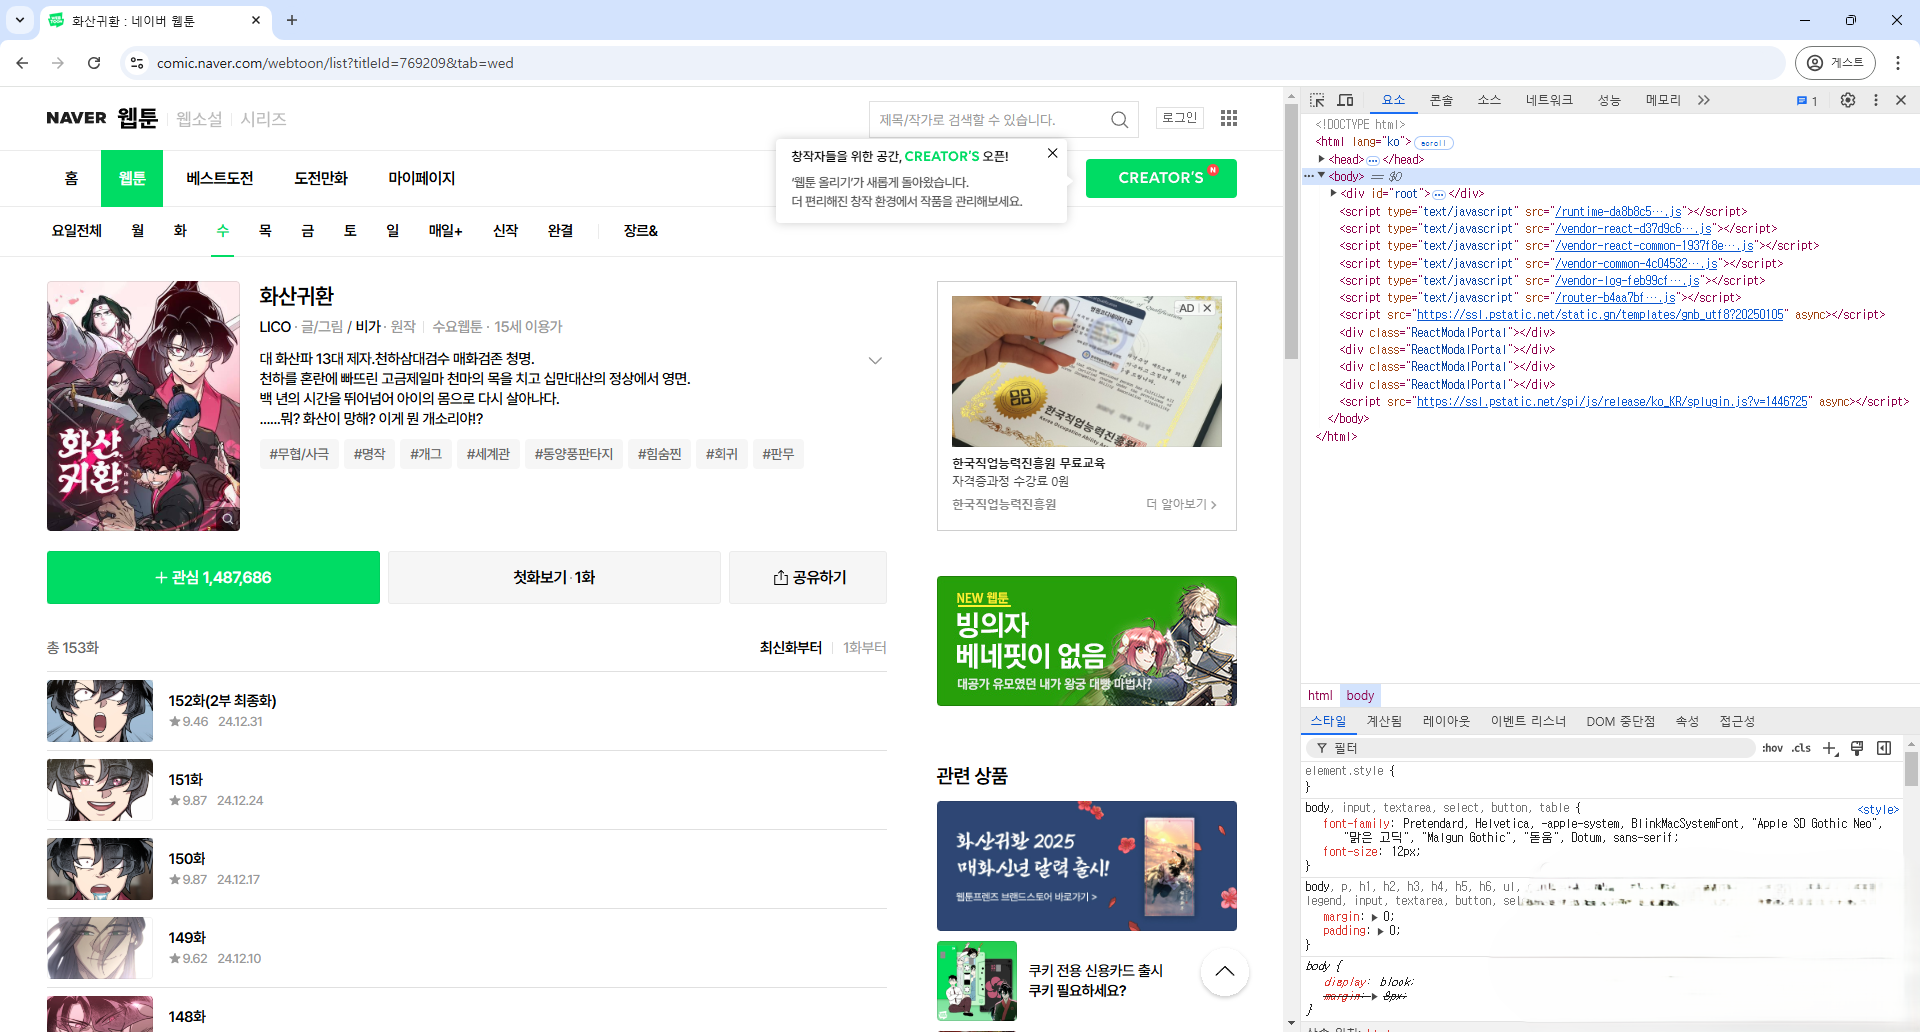 화산귀환 : 네이버 웹툰
comic.naver.com/webtoon/list?titleId=769209&tab=wed
게스트
NAVER 웹툰 웹소설 시리즈
제목/작가로 검색할 수 있습니다.
로그인
홈 웹툰 베스트도전 도전만화 마이페이지
창작자들을 위한 공간, CREATOR'S 오픈!
'웹툰 올리기'가 새롭게 돌아왔습니다.
더 편리해진 창작 환경에서 작품을 관리해보세요.
CREATOR'S N
요일전체 월 화 수 목 금 토 일 매일+ 신작 완결 장르&
화산귀환
LICO · 글/그림 / 비가 · 원작 수요웹툰 · 15세 이용가
대 화산파 13대 제자.천하삼대검수 매화검존 청명.
천하를 혼란에 빠뜨린 고금제일마 천마의 목을 치고 십만대산의 정상에서 영면.
백 년의 시간을 뛰어넘어 아이의 몸으로 다시 살아나다.
......뭐? 화산이 망해? 이게 뭔 개소리야!?
#무협/사극 #명작 #개그 #세계관 #동양풍판타지 #힘숨찐 #회귀 #판무
화산
귀환
+ 관심 1,487,686
첫화보기 · 1화
공유하기
총 153화
최신화부터 1화부터
152화(2부 최종화)
★9.46 24.12.31
151화
★9.87 24.12.24
150화
★9.87 24.12.17
149화
★9.62 24.12.10
148화
AD
한국직업능력진흥원
한국직업능력진흥원 무료교육
자격증과정 수강료 0원
한국직업능력진흥원
더 알아보기
NEW 웹툰
빙의자
베네핏이 없음
대공가 유모였던 내가 왕궁 대빵 마법사?
관련 상품
화산귀환 2025
매화신년 달력 출시!
웹툰프렌즈 브랜드스토어 바로가기 >
쿠키 전용 신용카드 출시
쿠키 필요하세요?
요소 콘솔 소스 네트워크 성능 메모리 1
<!DOCTYPE html>
<html lang="ko"> scroll
<head> … </head>
… <body> == $0
<div id="root"> … </div>
<script type="text/javascript" src="/runtime-da8b8c5….js"></script>
<script type="text/javascript" src="/vendor-react-d37d9c6….js"></script>
<script type="text/javascript" src="/vendor-react-common-1937f8e….js"></script>
<script type="text/javascript" src="/vendor-common-4c04532….js"></script>
<script type="text/javascript" src="/vendor-log-feb99cf….js"></script>
<script type="text/javascript" src="/router-b4aa7bf….js"></script>
<script src="https://ssl.pstatic.net/static.gn/templates/gnb_utf8?20250105" async></script>
<div class="ReactModalPortal"></div>
<div class="ReactModalPortal"></div>
<div class="ReactModalPortal"></div>
<div class="ReactModalPortal"></div>
<script src="https://ssl.pstatic.net/spi/js/release/ko_KR/splugin.js?v=1446725" async></script>
</body>
</html>
html body
스타일 계산됨 레이아웃 이벤트 리스너 DOM 중단점 속성 접근성
필터
:hov .cls
element.style {
}
body, input, textarea, select, button, table {
<style>
font-family: Pretendard, Helvetica, -apple-system, BlinkMacSystemFont, "Apple SD Gothic Neo",
"맑은 고딕", "Malgun Gothic", "돋움", Dotum, sans-serif;
font-size: 12px;
}
body, p, h1, h2, h3, h4, h5, h6, ul,
legend, input, textarea, button, sel
margin: 0;
padding: 0;
}
body {
display: block;
margin: 8px;
}